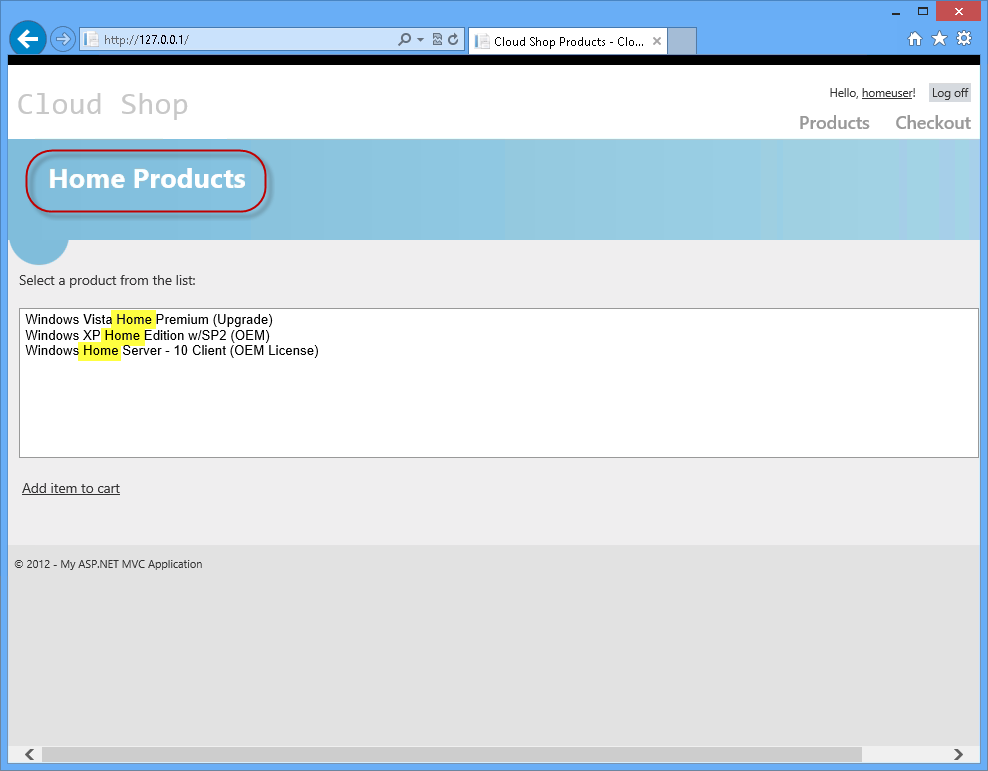 http://127.0.0.1/
Cloud Shop Products - Clo...
Cloud Shop
Hello, homeuser!
Log off
Products
Checkout
Home Products
Select a product from the list:
Windows Vista Home Premium (Upgrade)
Windows XP Home Edition w/SP2 (OEM)
Windows Home Server - 10 Client (OEM License)
Add item to cart
© 2012 - My ASP.NET MVC Application